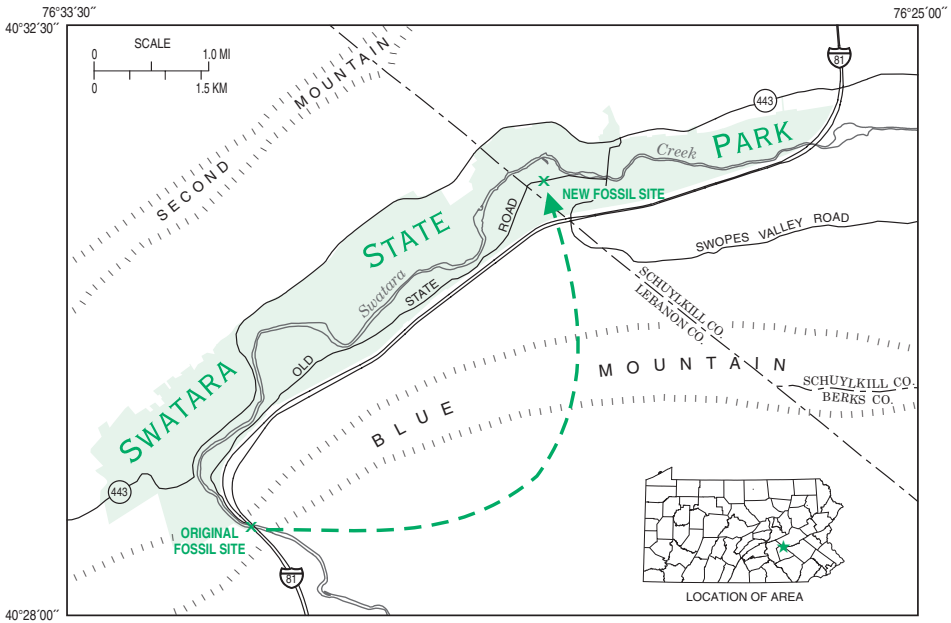 76°33′30″
76°25′00″
40°32′30″
SCALE
0 1.0 MI
0 1.5 KM
SECOND MOUNTAIN
81
443
PARK
Creek
NEW FOSSIL SITE
STATE
ROAD
SWOPES VALLEY ROAD
Swatara
STATE
SCHUYLKILL CO.
LEBANON CO.
OLD
MOUNTAIN
SCHUYLKILL CO.
BERKS CO.
SWATARA
BLUE
443
ORIGINAL
FOSSIL SITE
81
LOCATION OF AREA
40°28′00″